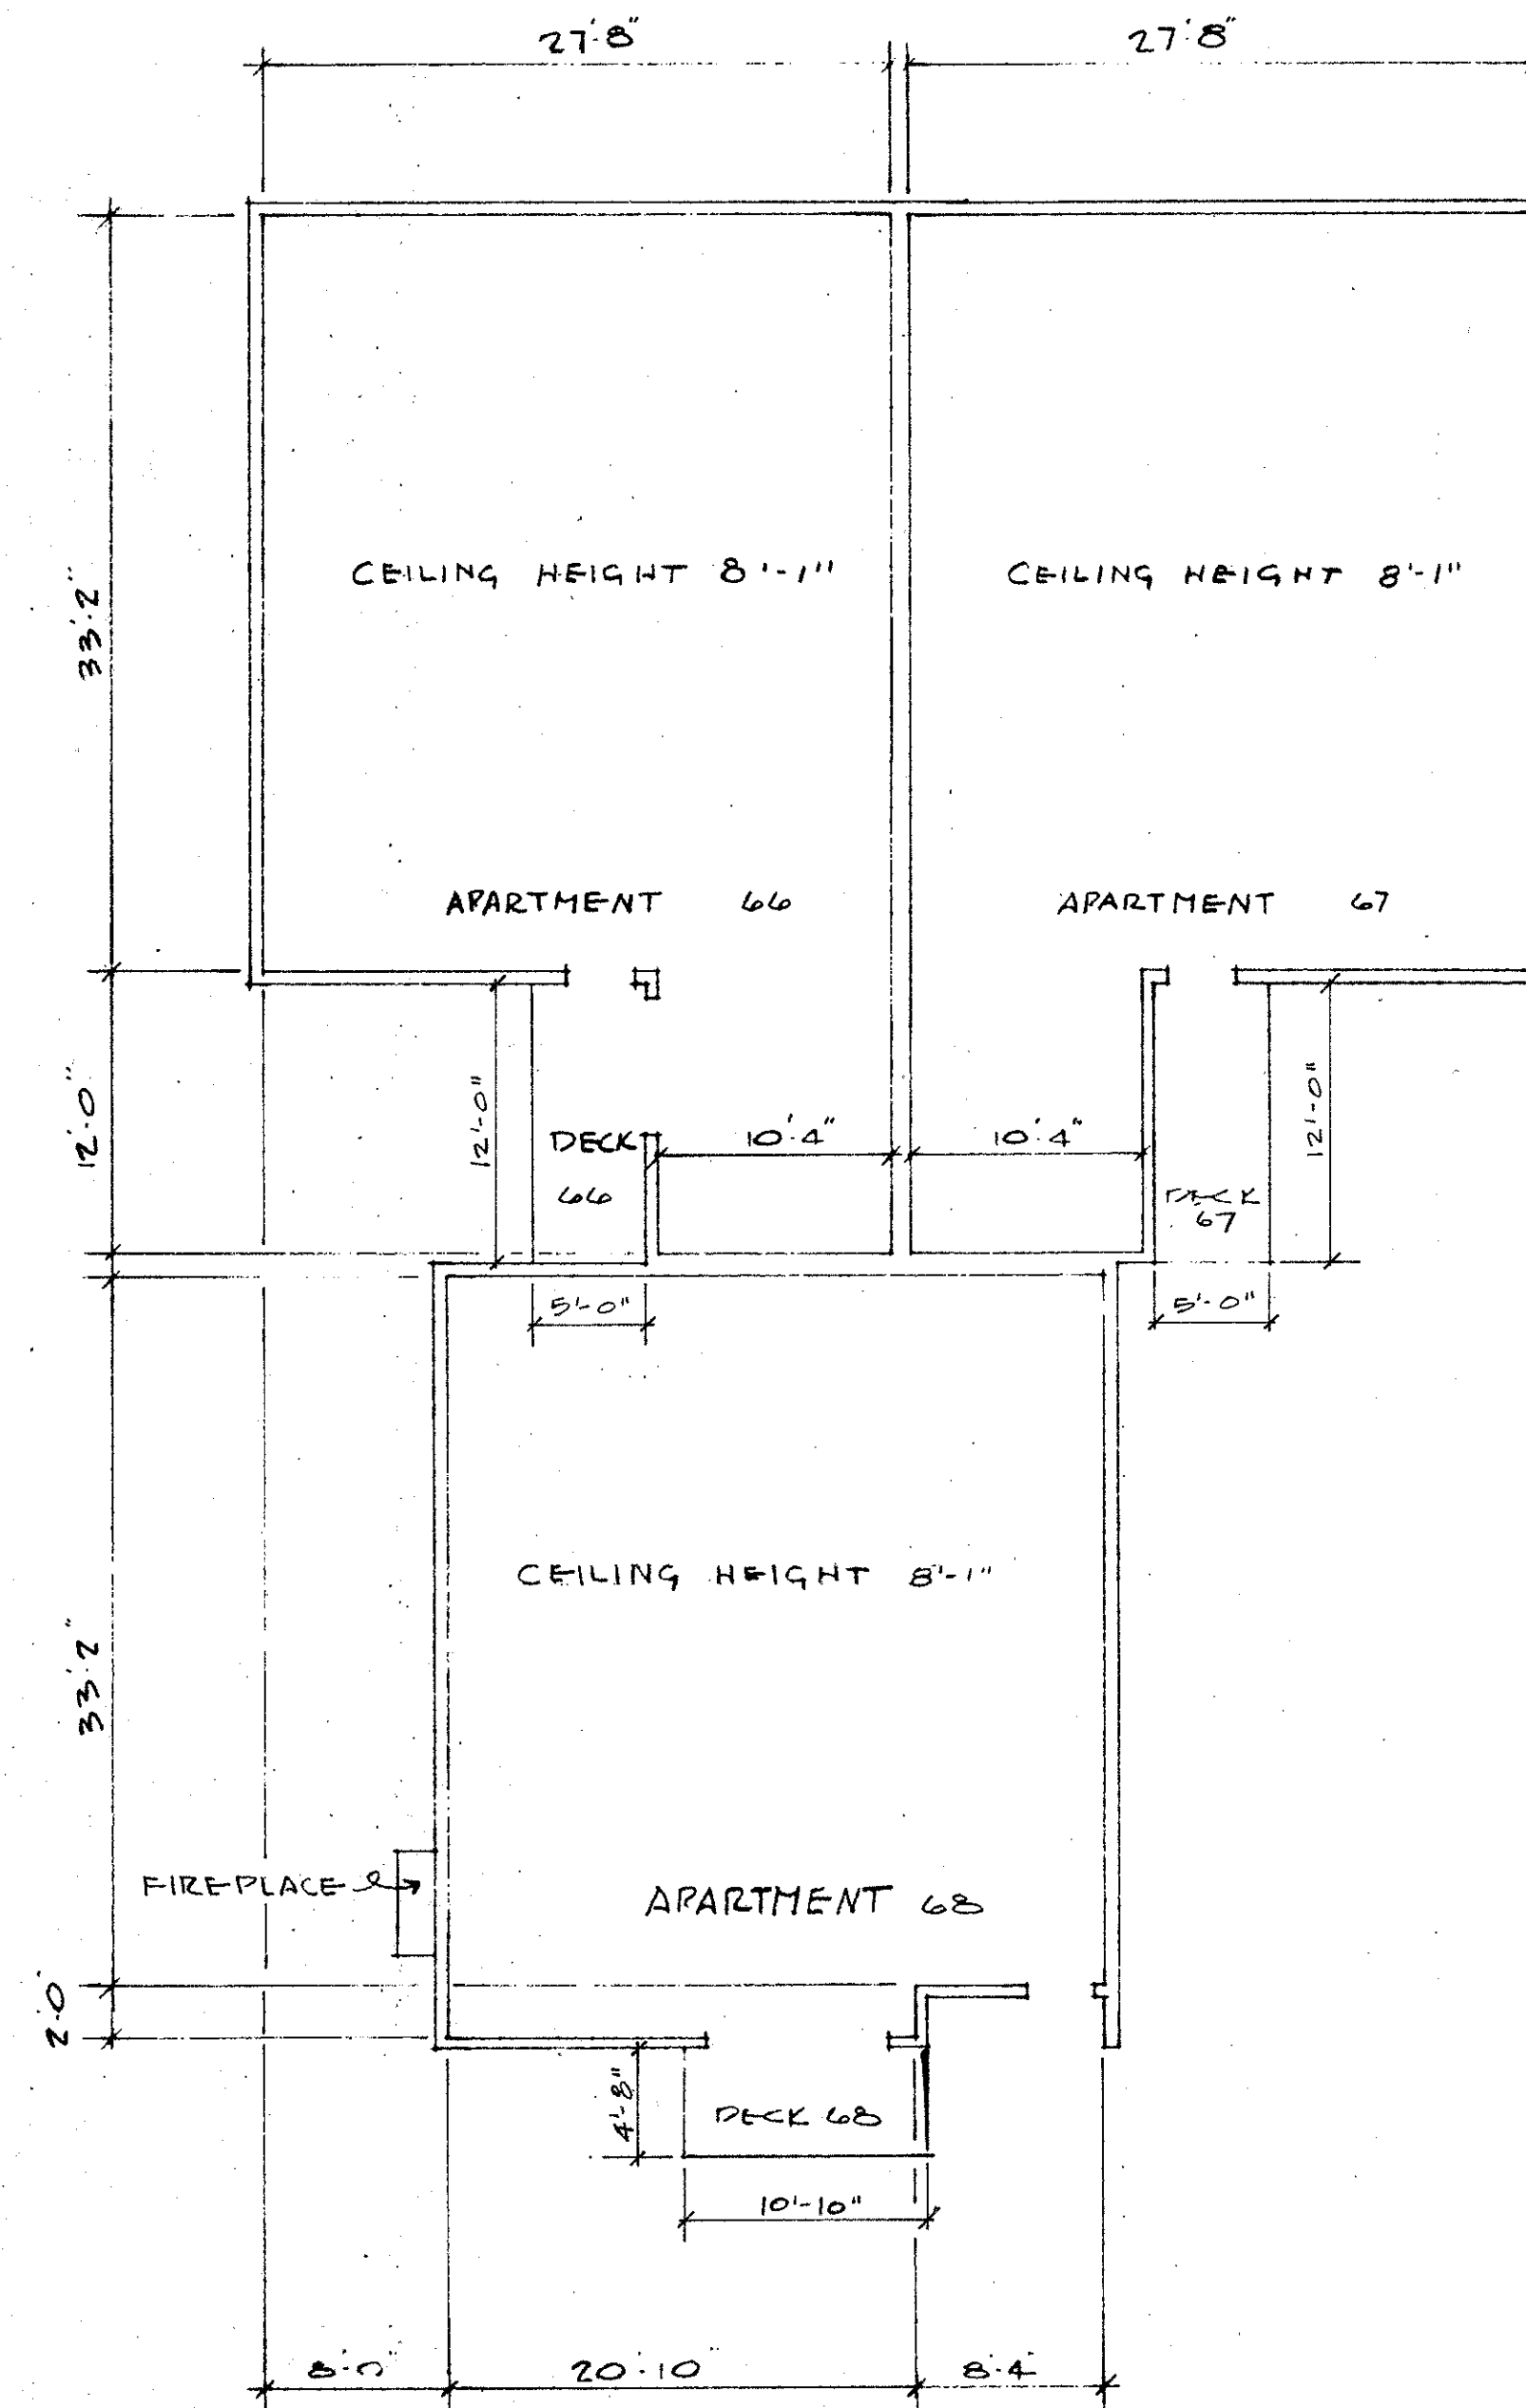 27'-8" 27'-8"
33'-2"
CEILING HEIGHT 8'-1" CEILING HEIGHT 8'-1"
APARTMENT 66 APARTMENT 67
12'-0"
12'-0"
DECK
66
10'-4" 10'-4"
12'-0"
DECK
67
5'-0" 5'-0"
CEILING HEIGHT 8'-1"
33'-2"
FIREPLACE
APARTMENT 68
2'-0
4'-8"
DECK 68
10'-10"
8'-0" 20'-10" 8'-4